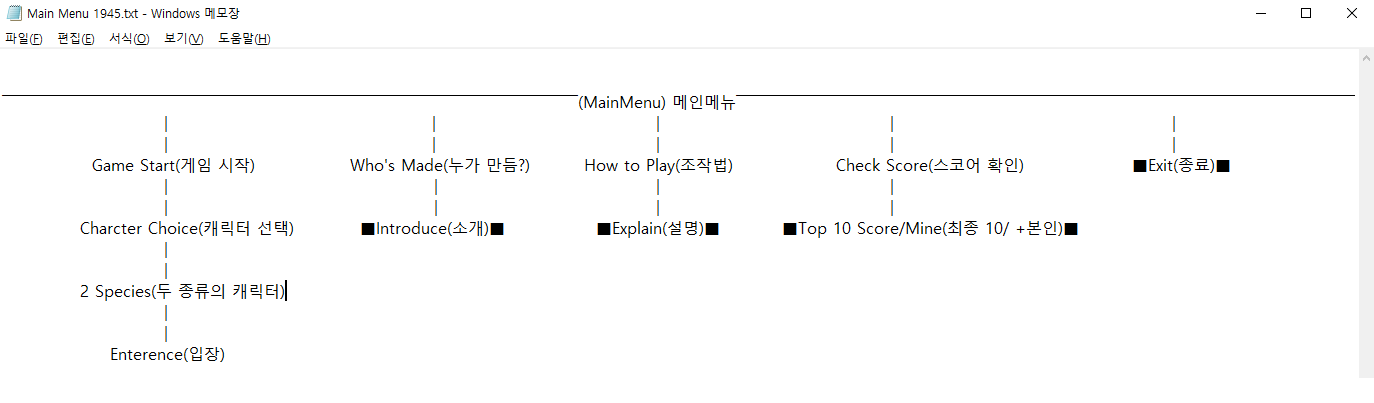 Main Menu 1945.txt - Windows 메모장
파일(F) 편집(E) 서식(O) 보기(V) 도움말(H)
(MainMenu) 메인메뉴
Game Start(게임 시작) Who's Made(누가 만듬?) How to Play(조작법) Check Score(스코어 확인) ■Exit(종료)■
Charcter Choice(캐릭터 선택) ■Introduce(소개)■ ■Explain(설명)■ ■Top 10 Score/Mine(최종 10/ +본인)■
2 Species(두 종류의 캐릭터)
Enterence(입장)